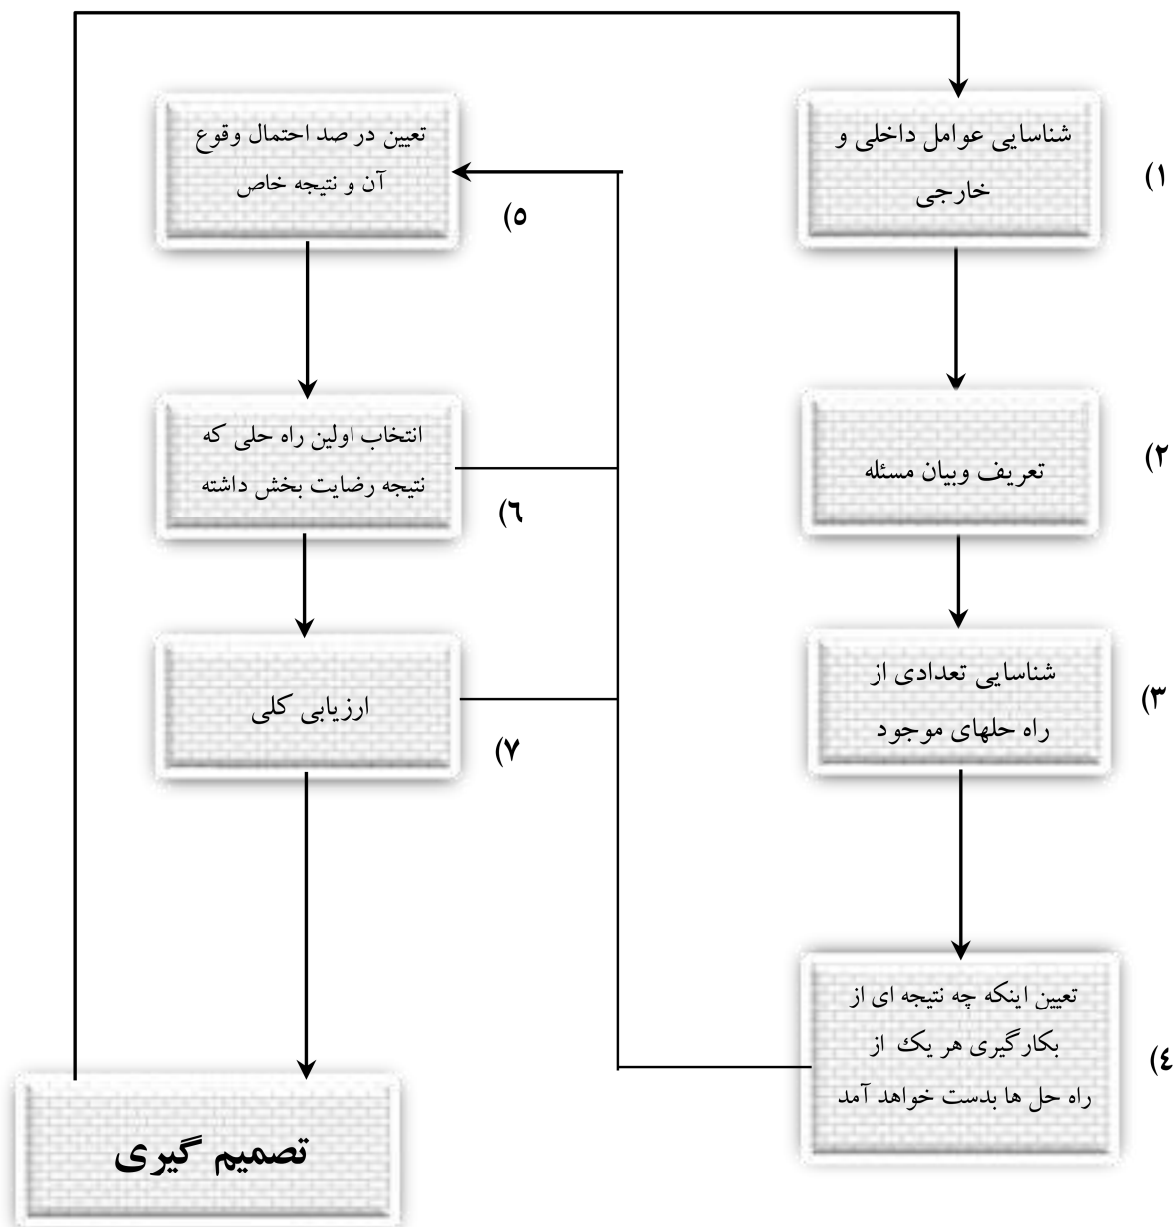 ۱)
شناسایی عوامل داخلی و
خارجی
۲)
تعریف وبیان مسئله
۳)
شناسایی تعدادی از
راه حلهای موجود
٤)
تعیین اینکه چه نتیجه ای از
بکارگیری هر یک از
راه حل ها بدست خواهد آمد
٥)
تعیین در صد احتمال وقوع
آن و نتیجه خاص
٦)
انتخاب اولین راه حلی که
نتیجه رضایت بخش داشته
۷)
ارزیابی کلی
تصمیم گیری